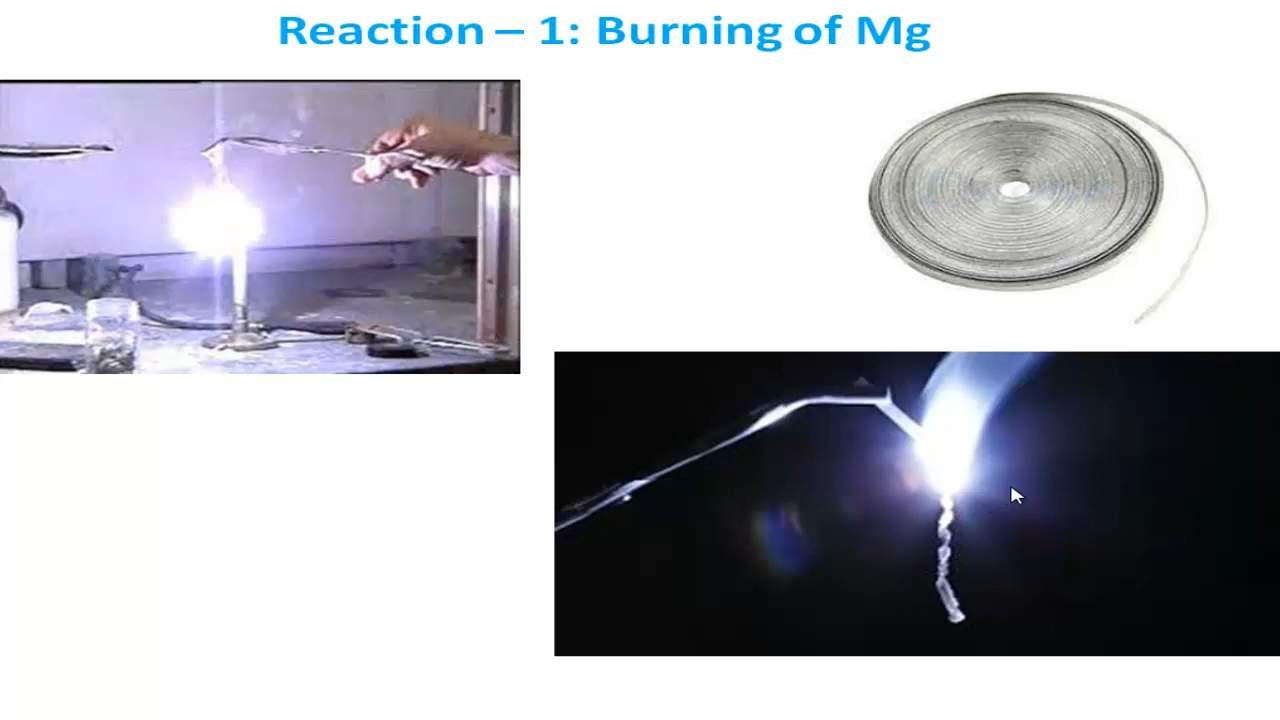 Reaction – 1: Burning of Mg